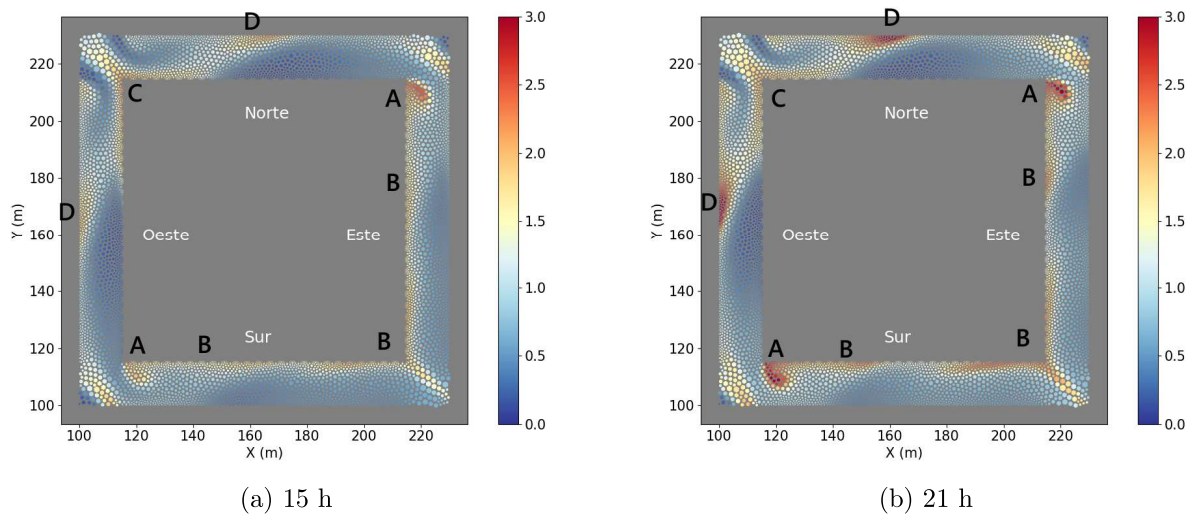 D
3.0
220
2.5
C
A
200
Norte
2.0
180
B
Y (m)
D
1.5
160
Oeste
Este
140
1.0
120
A
B
Sur
B
0.5
100
0.0
100
120
140
160
180
200
220
X (m)
(a) 15 h
D
3.0
220
2.5
C
A
200
Norte
2.0
180
B
Y (m)
D
1.5
160
Oeste
Este
140
1.0
120
A
B
Sur
B
0.5
100
0.0
100
120
140
160
180
200
220
X (m)
(b) 21 h